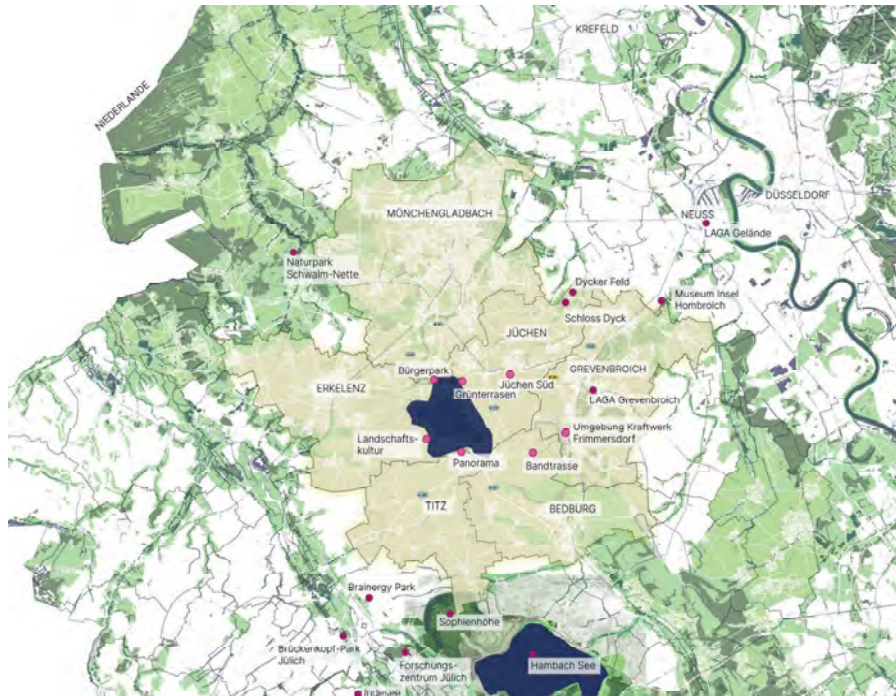 KREFELD
NIEDERLANDE
DÜSSELDORF
MÖNCHENGLADBACH
NEUSS
LAGA Gelände
Naturpark
Schwalm-Nette
Dycker Feld
Museum Insel
Hombroich
Schloss Dyck
JÜCHEN
Bürgerpark
GREVENBROICH
ERKELENZ
Jüchen Süd
Grünterrasen
LAGA Grevenbroich
Umgebung Kraftwerk
Frimmersdorf
Landschafts-
kultur
Panorama
Bandtrasse
TITZ
BEDBURG
Brainergy Park
Sophienhöhe
Brückenkopf-Park
Jülich
Forschungs-
zentrum Jülich
Hambach See
Indesee